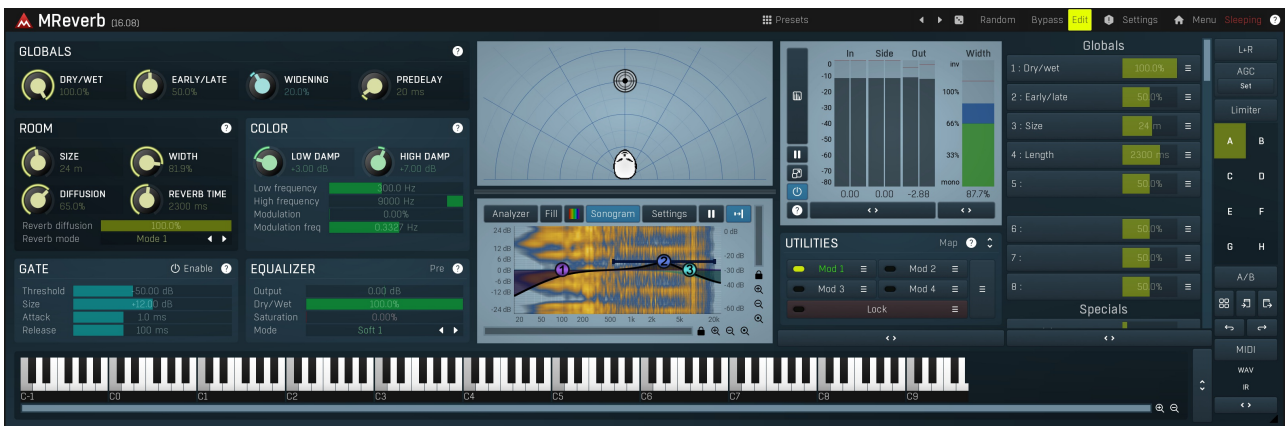 MReverb (16.08)
Presets
Random Bypass Edit Settings Menu Sleeping ?
GLOBALS ?
DRY/WET
100.0%
EARLY/LATE
50.0%
WIDENING
20.0%
PREDELAY
20 ms
ROOM ?
SIZE
24 m
WIDTH
81.9%
DIFFUSION
65.0%
REVERB TIME
2300 ms
Reverb diffusion 100.0%
Reverb mode Mode 1
COLOR ?
LOW DAMP
+3.00 dB
HIGH DAMP
+7.00 dB
Low frequency 300.0 Hz
High frequency 9000 Hz
Modulation 0.00%
Modulation freq 0.3327 Hz
GATE Enable ?
Threshold -50.00 dB
Size +12.00 dB
Attack 1.0 ms
Release 100 ms
EQUALIZER Pre ?
Output 0.00 dB
Dry/Wet 100.0%
Saturation 0.00%
Mode Soft 1
Analyzer Fill Sonogram Settings
24 dB 0 dB
12 dB
6 dB -20 dB
0 dB -30 dB
-6 dB -40 dB
-12 dB
-24 dB -60 dB
1 2 3
20 50 100 200 500 1k 2k 5k 20k
In Side Out Width
0 inv
-10
-20 100%
-30
-40 66%
-50
-60 33%
-70
-80 mono
0.00 0.00 -2.88 87.7%
?
UTILITIES Map ?
Mod 1 Mod 2
Mod 3 Mod 4
Lock
Globals
1 : Dry/wet 100.0%
2 : Early/late 50.0%
3 : Size 24 m
4 : Length 2300 ms
5 : 50.0%
6 : 50.0%
7 : 50.0%
8 : 50.0%
Specials
L+R
AGC
Set
Limiter
A B
C D
E F
G H
A/B
MIDI
WAV
IR
C-1 C0 C1 C2 C3 C4 C5 C6 C7 C8 C9